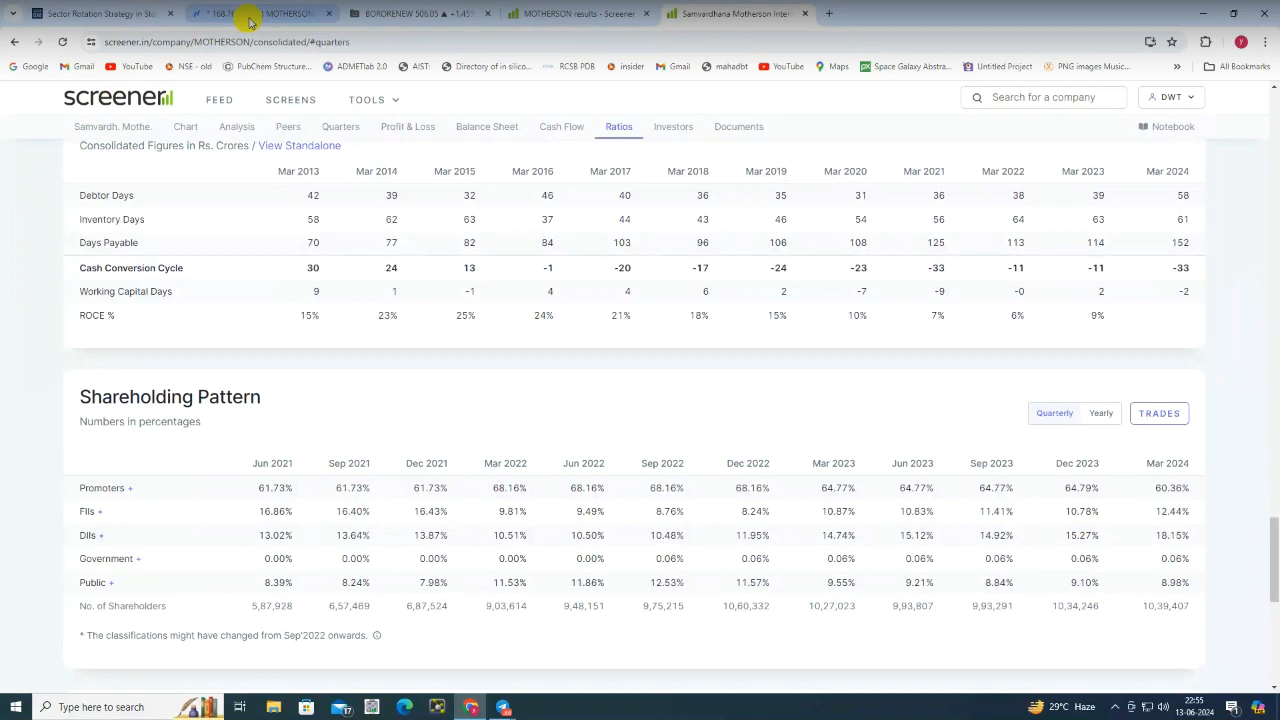 Sector Rotation Strategy in Sto
* 168.7 MOTHERSON
BORORENEW 506.05 ▲ +1.45%
MOTHERSON results - Screener
Samvardhana Motherson Inter
screener.in/company/MOTHERSON/consolidated/#quarters
Google
Gmail
YouTube
NSE - old
PubChem Structure...
ADMETlab 2.0
AIST:
Directory of in silico...
RCSB PDB
insider
Gmail
mahadbt
YouTube
Maps
Space Galaxy Abstra...
Untitled Project
PNG images Music...
»
All Bookmarks
screener
FEED
SCREENS
TOOLS
Search for a company
DWT
Samvardh. Mothe.
Chart
Analysis
Peers
Quarters
Profit & Loss
Balance Sheet
Cash Flow
Ratios
Investors
Documents
Notebook
Consolidated Figures in Rs. Crores / View Standalone
Mar 2013 Mar 2014 Mar 2015 Mar 2016 Mar 2017 Mar 2018 Mar 2019 Mar 2020 Mar 2021 Mar 2022 Mar 2023 Mar 2024
Debtor Days 42 39 32 46 40 36 35 31 36 38 39 58
Inventory Days 58 62 63 37 44 43 46 54 56 64 63 61
Days Payable 70 77 82 84 103 96 106 108 125 113 114 152
Cash Conversion Cycle 30 24 13 -1 -20 -17 -24 -23 -33 -11 -11 -33
Working Capital Days 9 1 -1 4 4 6 2 -7 -9 -0 2 -2
ROCE % 15% 23% 25% 24% 21% 18% 15% 10% 7% 6% 9%
Shareholding Pattern
Numbers in percentages
Quarterly
Yearly
TRADES
Jun 2021 Sep 2021 Dec 2021 Mar 2022 Jun 2022 Sep 2022 Dec 2022 Mar 2023 Jun 2023 Sep 2023 Dec 2023 Mar 2024
Promoters + 61.73% 61.73% 61.73% 68.16% 68.16% 68.16% 68.16% 64.77% 64.77% 64.77% 64.79% 60.36%
FIIs + 16.86% 16.40% 16.43% 9.81% 9.49% 8.76% 8.24% 10.87% 10.83% 11.41% 10.78% 12.44%
DIIs + 13.02% 13.64% 13.87% 10.51% 10.50% 10.48% 11.95% 14.74% 15.12% 14.92% 15.27% 18.15%
Government + 0.00% 0.00% 0.00% 0.00% 0.00% 0.06% 0.06% 0.06% 0.06% 0.06% 0.06% 0.06%
Public + 8.39% 8.24% 7.98% 11.53% 11.86% 12.53% 11.57% 9.55% 9.21% 8.84% 9.10% 8.98%
No. of Shareholders 5,87,928 6,57,469 6,87,524 9,03,614 9,48,151 9,75,215 10,60,332 10,27,023 9,93,807 9,93,291 10,34,246 10,39,407
* The classifications might have changed from Sep'2022 onwards.
Type here to search
29°C Haze
22:55
13-06-2024